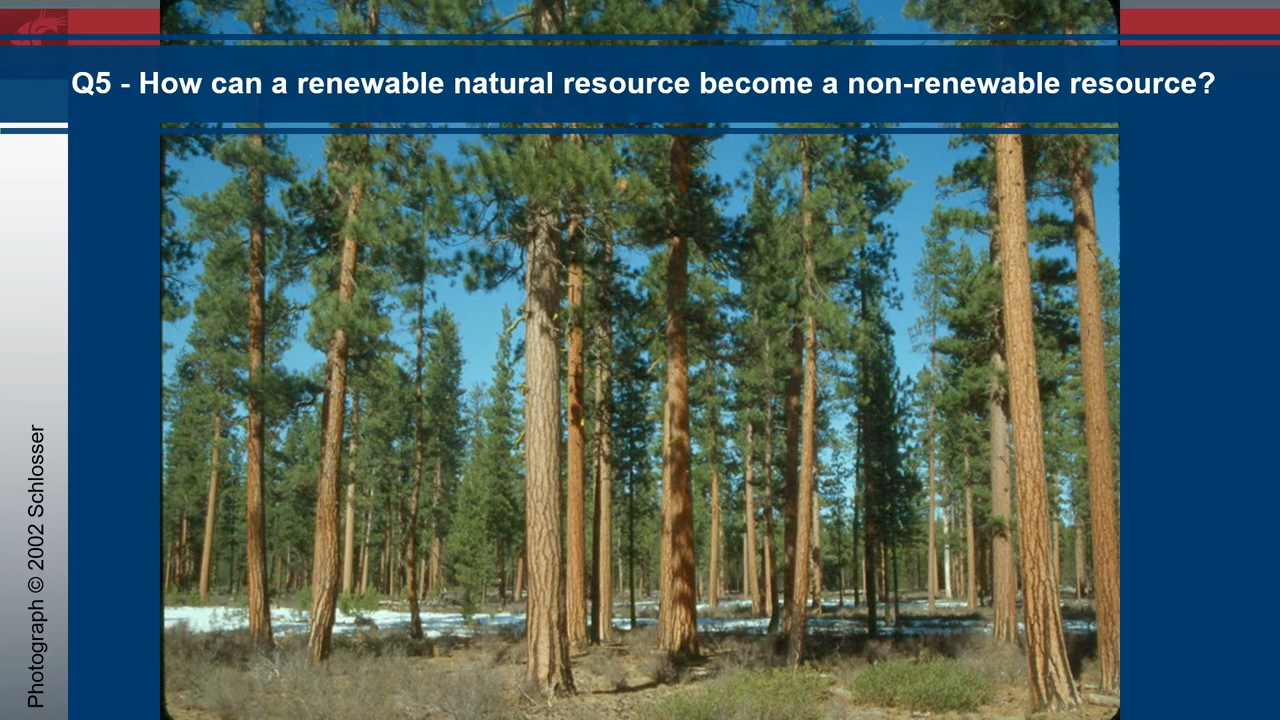 Q5 - How can a renewable natural resource become a non-renewable resource?
Photograph © 2002 Schlosser